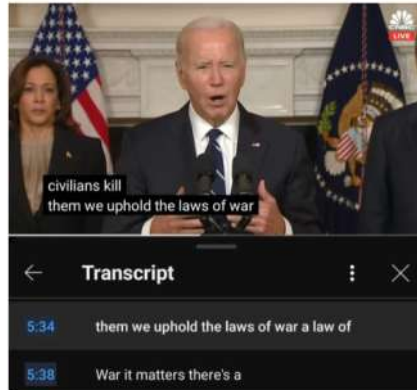 LIVE
civilians kill
them we uphold the laws of war
Transcript
5:34 them we uphold the laws of war a law of
5:38 War it matters there's a